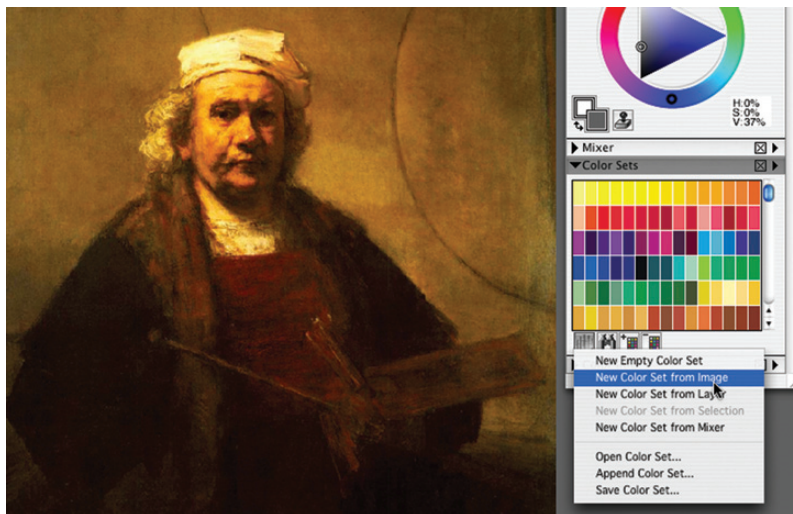 H:0%
S:0%
V:37%
Mixer
Color Sets
New Empty Color Set
New Color Set from Image
New Color Set from Layer
New Color Set from Selection
New Color Set from Mixer
Open Color Set...
Append Color Set...
Save Color Set...